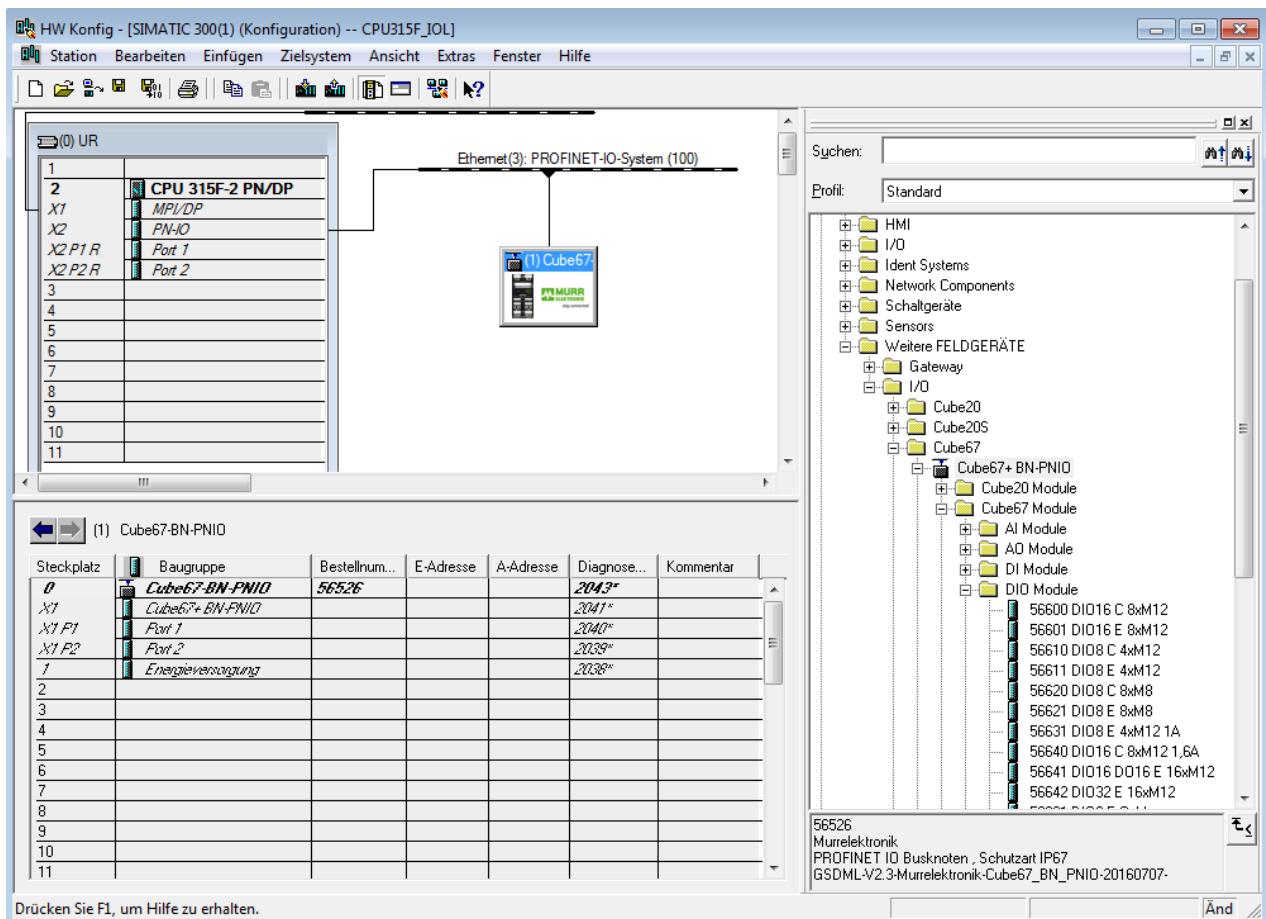 HW Konfig - [SIMATIC 300(1) (Konfiguration) -- CPU315F_IOL]
Station Bearbeiten Einfügen Zielsystem Ansicht Extras Fenster Hilfe
(0) UR
1
2 CPU 315F-2 PN/DP
X1 MPI/DP
X2 PN-IO
X2 P1 R Port 1
X2 P2 R Port 2
3
4
5
6
7
8
9
10
11
Ethernet(3): PROFINET-IO-System (100)
(1) Cube67-
MURR
ELEKTRONIK
stay connected
(1) Cube67-BN-PNIO
Steckplatz Baugruppe Bestellnum... E-Adresse A-Adresse Diagnose... Kommentar
0 Cube67-BN-PNIO 56526 2043*
X1 Cube67+ BN-PNIO 2041*
X1 P1 Port 1 2040*
X1 P2 Port 2 2039*
1 Energieversorgung 2038*
2
3
4
5
6
7
8
9
10
11
Suchen:
Profil: Standard
HMI
I/O
Ident Systems
Network Components
Schaltgeräte
Sensors
Weitere FELDGERÄTE
Gateway
I/O
Cube20
Cube20S
Cube67
Cube67+ BN-PNIO
Cube20 Module
Cube67 Module
AI Module
AO Module
DI Module
DIO Module
56600 DIO16 C 8xM12
56601 DIO16 E 8xM12
56610 DIO8 C 4xM12
56611 DIO8 E 4xM12
56620 DIO8 C 8xM8
56621 DIO8 E 8xM8
56631 DIO8 E 4xM12 1A
56640 DIO16 C 8xM12 1,6A
56641 DIO16 DO16 E 16xM12
56642 DIO32 E 16xM12
56526
Murrelektronik
PROFINET IO Busknoten , Schutzart IP67
GSDML-V2.3-Murrelektronik-Cube67_BN_PNIO-20160707-
Drücken Sie F1, um Hilfe zu erhalten.
Änd